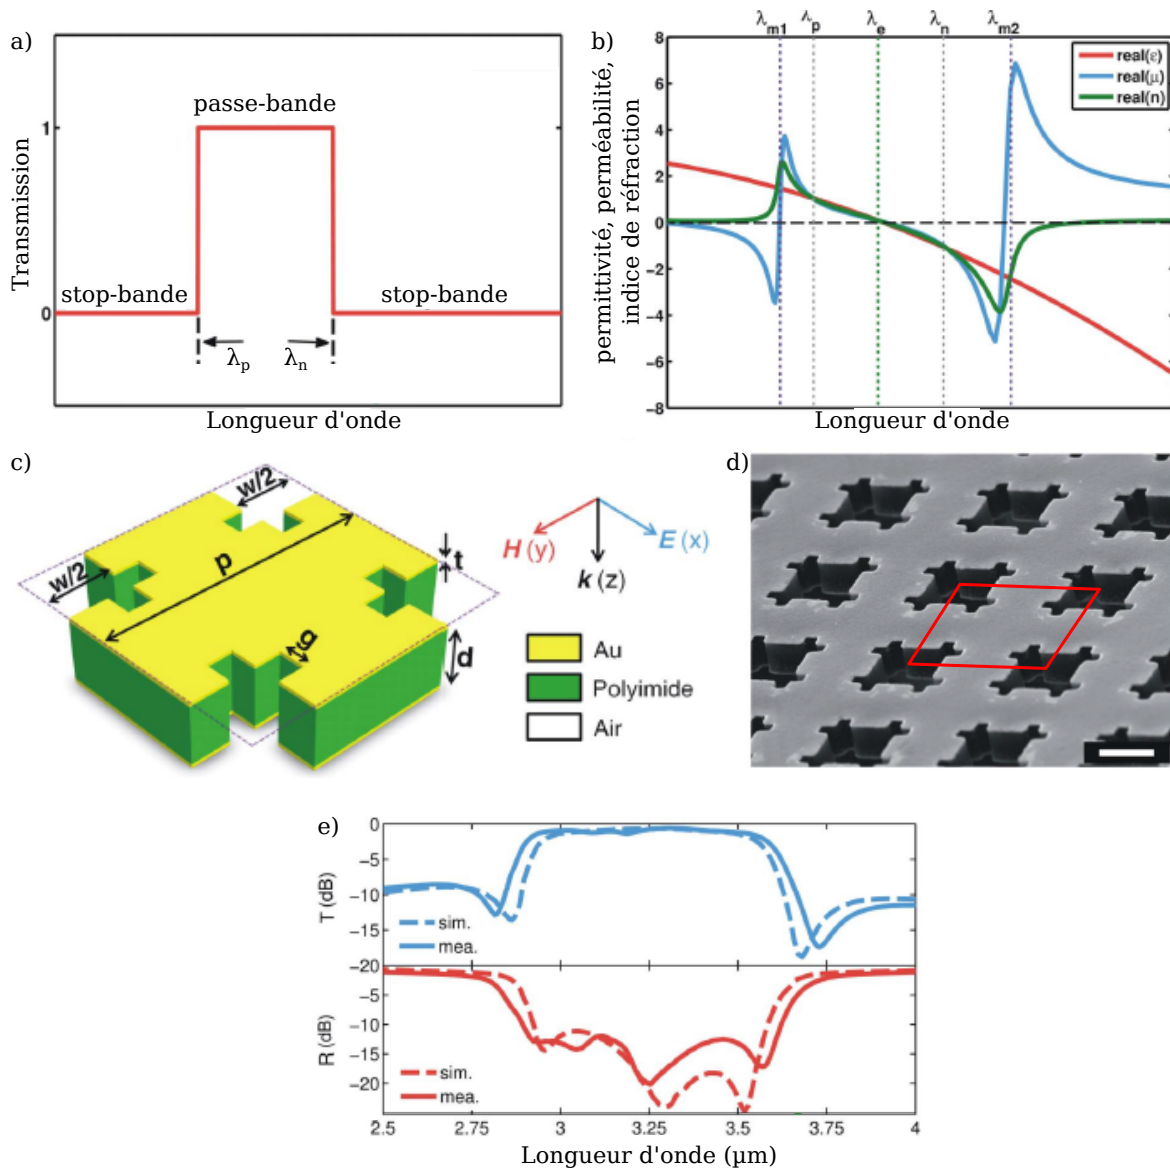 a)
Transmission
1
0
passe-bande
stop-bande
stop-bande
λp
λn
Longueur d'onde
b)
λm1
λp
λe
λn
λm2
permittivité, perméabilité,
indice de réfraction
8
6
4
2
0
−2
−4
−6
−8
real(ε)
real(μ)
real(n)
Longueur d'onde
c)
w/2
w/2
p
t
g
d
H (y)
E (x)
k (z)
Au
Polyimide
Air
d)
e)
T (dB)
0
−5
−10
−15
−20
sim.
mea.
R (dB)
−5
−10
−15
−20
sim.
mea.
2.5
2.75
3
3.25
3.5
3.75
4
Longueur d'onde (μm)